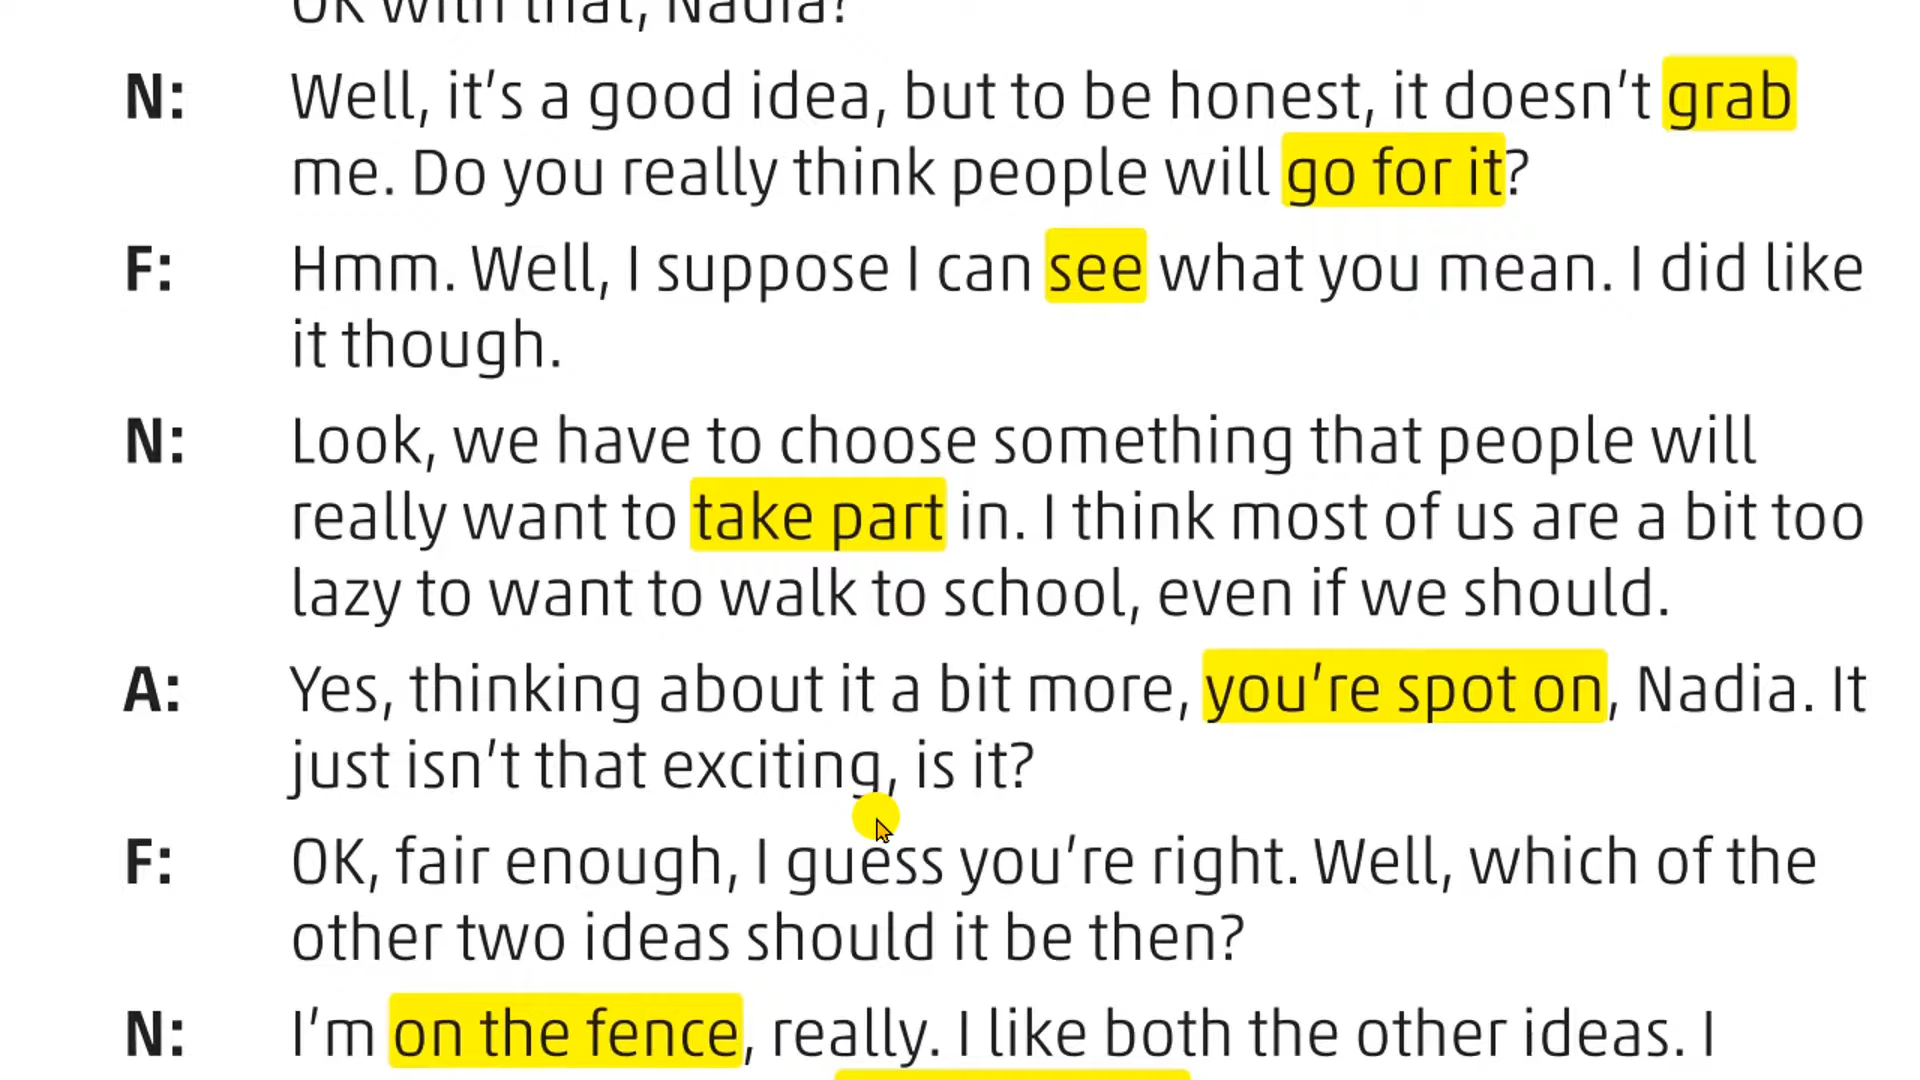 OK with that, Nadia?
N: Well, it's a good idea, but to be honest, it doesn't grab
me. Do you really think people will go for it?
F: Hmm. Well, I suppose I can see what you mean. I did like
it though.
N: Look, we have to choose something that people will
really want to take part in. I think most of us are a bit too
lazy to want to walk to school, even if we should.
A: Yes, thinking about it a bit more, you're spot on, Nadia. It
just isn't that exciting, is it?
F: OK, fair enough, I guess you're right. Well, which of the
other two ideas should it be then?
N: I'm on the fence, really. I like both the other ideas. I